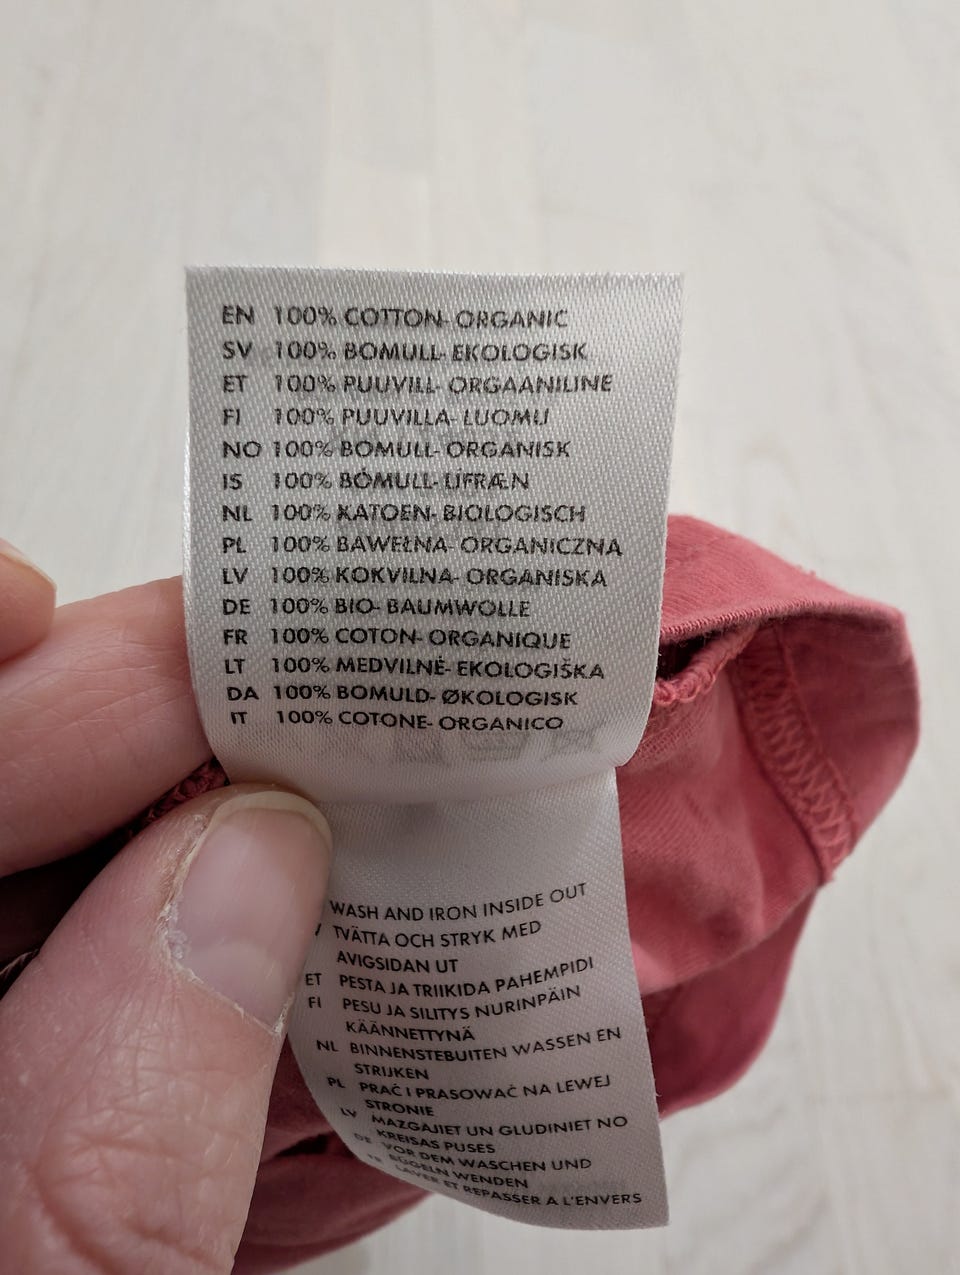 EN 100% COTTON- ORGANIC
SV 100% BOMULL- EKOLOGISK
ET 100% PUUVILL- ORGAANILINE
FI 100% PUUVILLA- LUOMU
NO 100% BOMULL- ORGANISK
IS 100% BÓMULL- LÍFRÆN
NL 100% KATOEN- BIOLOGISCH
PL 100% BAWEŁNA- ORGANICZNA
LV 100% KOKVILNA- ORGANISKA
DE 100% BIO- BAUMWOLLE
FR 100% COTON- ORGANIQUE
LT 100% MEDVILNĖ- EKOLOGIŠKA
DA 100% BOMULD- ØKOLOGISK
IT 100% COTONE- ORGANICO
WASH AND IRON INSIDE OUT
TVÄTTA OCH STRYK MED
AVIGSIDAN UT
ET PESTA JA TRIIKIDA PAHEMPIDI
FI PESU JA SILITYS NURINPÄIN
KÄÄNNETTYNÄ
NL BINNENSTEBUITEN WASSEN EN
STRIJKEN
PL PRAĆ I PRASOWAĆ NA LEWEJ
STRONIE
LV MAZGAJIET UN GLUDINIET NO
KREISAS PUSES
DE VOR DEM WASCHEN UND
BÜGELN WENDEN
FR LAVER ET REPASSER A L'ENVERS